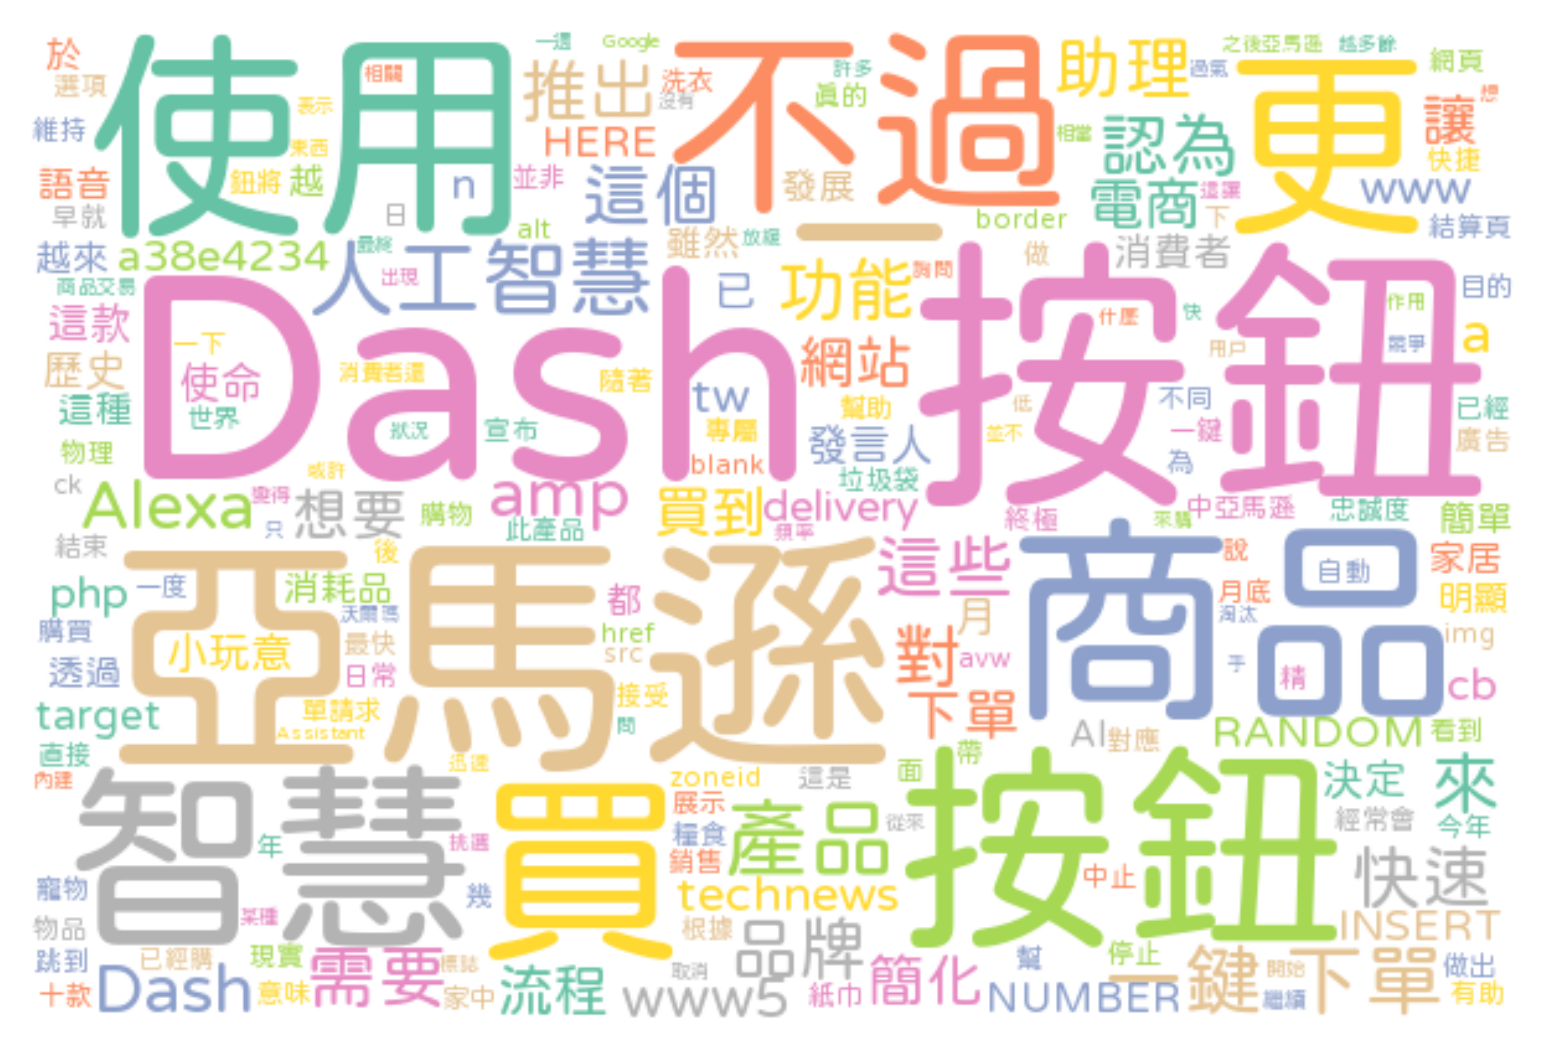 於 使用 相關 一週 Google 不過 許多 助理 過氣 之後亞馬遜 越多餘 更 網頁
選項 表示 推出 洗衣 沒有 真的 讓 想
維持 東西 HERE 相當 認為 快捷
語音 鈕將 越 n 並非 這個 發展 電商 這讓 www
早就 日 alt 雖然 放緩 一 border 下 結算頁
越來 a38e4234 最終 人工智慧 做 消費者
商品交易 出現 已 功能 詢問 目的
這款 Dash按鈕 什麼 快 作用 a
歷史 一下 使命 消費者還 隨著 網站 用戶 競爭
這種 世界 tw 幫助 低 不同 已經
物理 狀況 宣布 專屬 發言人 並不 一鍵 廣告
ck 或許 blank 垃圾袋 為
Alexa 變得 想要 購物 amp 買到 delivery 終極 來購 中亞馬遜 忠誠度 簡單
結束 只 此產品 頻率
後 亞馬遜 這些 商品 說 自動 家居
php 一度 消耗品 沃爾瑪 都 月 月底 明顯
購買 小玩意 最快 href 對 淘汰 img
透過 日常 src avw 手 精 cb
target 單請求 接受 下單 RANDOM 看到
直接 Assistant 問 AI 對應
內建 迅速 zoneid 這是 面 帶 決定 來
智慧 年 挑選 買 展示 產品 從來 按鈕 經常會 今年
寵物 幾 糧食 銷售 中止 快速
物品 某種 technews 根據 品牌 INSERT
跳到 已經購 現實 需要 標誌 取消 簡化 幫 停止 一鍵下單 開始 做出
十款 Dash 意味 家中 流程 www5 紙巾 NUMBER 繼續 有助